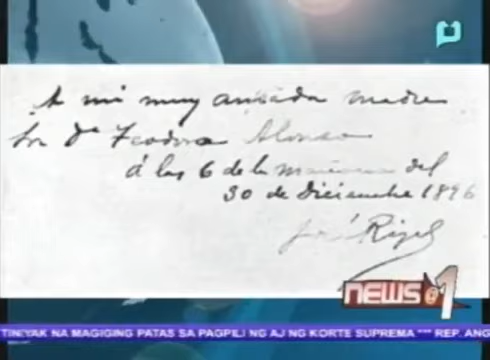 A mi muy amada madre
Sra Da Teodora Alonso
á las 6 de la mañana del
30 de diciembre 1896
José Rizal
NEWS@1
TINIYAK NA MAGIGING PATAS SA PAGPILI NG AJ NG KORTE SUPREMA *** REP. ANG